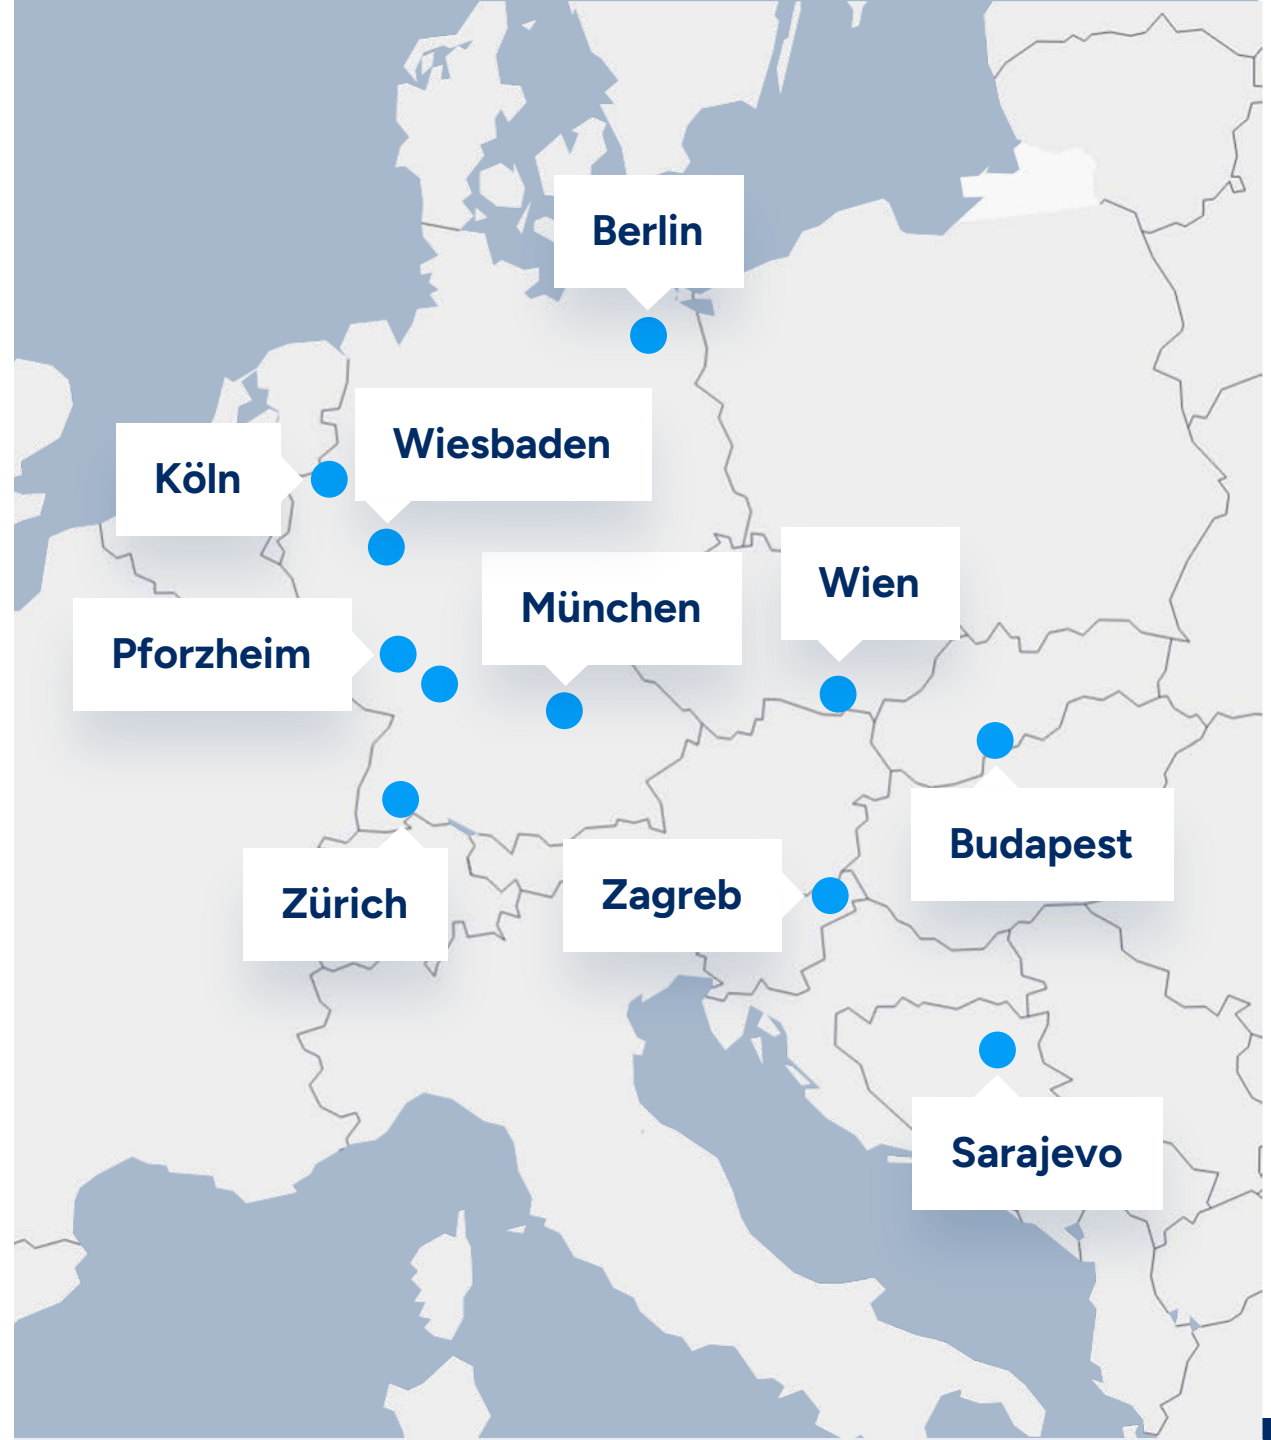 Berlin
Wiesbaden
Köln
Wien
München
Pforzheim
Budapest
Zagreb
Zürich
Sarajevo